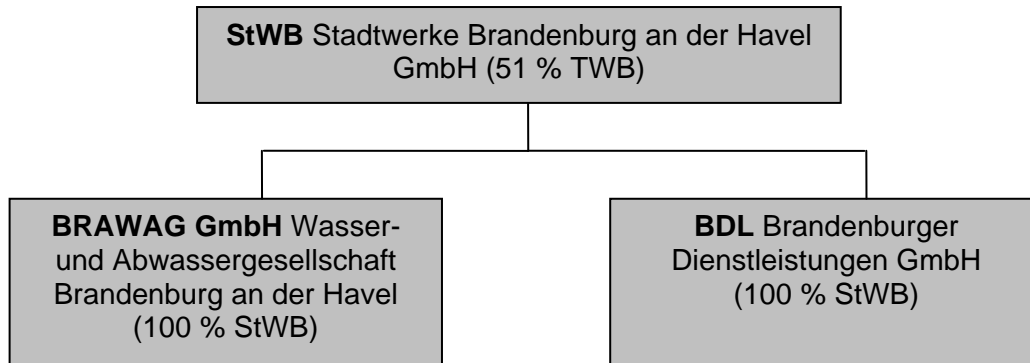 StWB Stadtwerke Brandenburg an der Havel
GmbH (51 % TWB)
BRAWAG GmbH Wasser-
und Abwassergesellschaft
Brandenburg an der Havel
(100 % StWB)
BDL Brandenburger
Dienstleistungen GmbH
(100 % StWB)